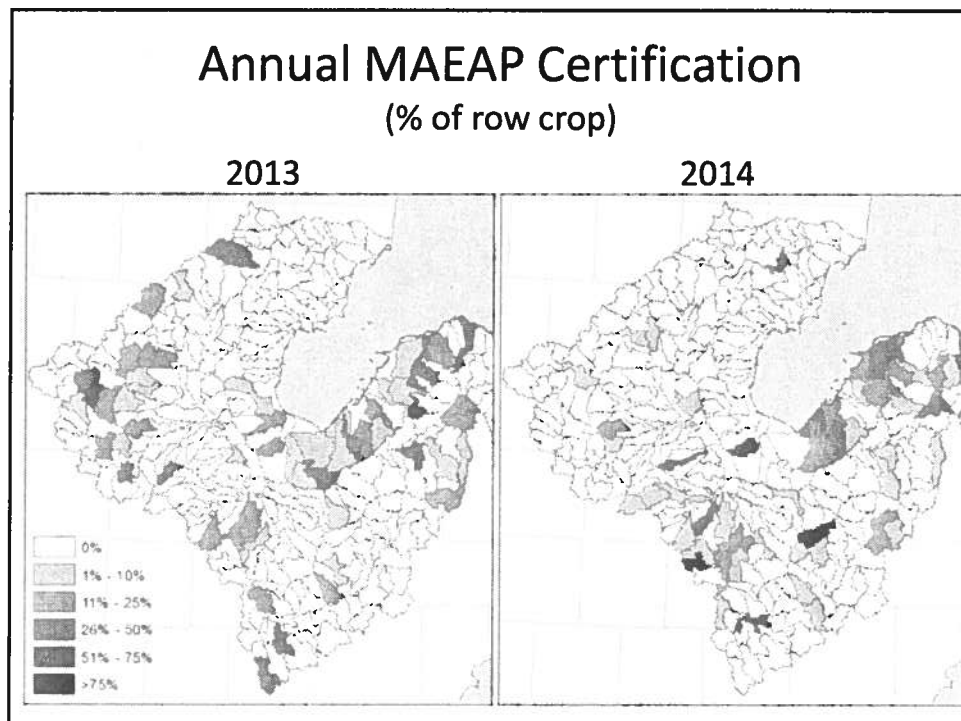 Annual MAEAP Certification
(% of row crop)
2013
2014
0%
1% - 10%
11% - 25%
26% - 50%
51% - 75%
>75%